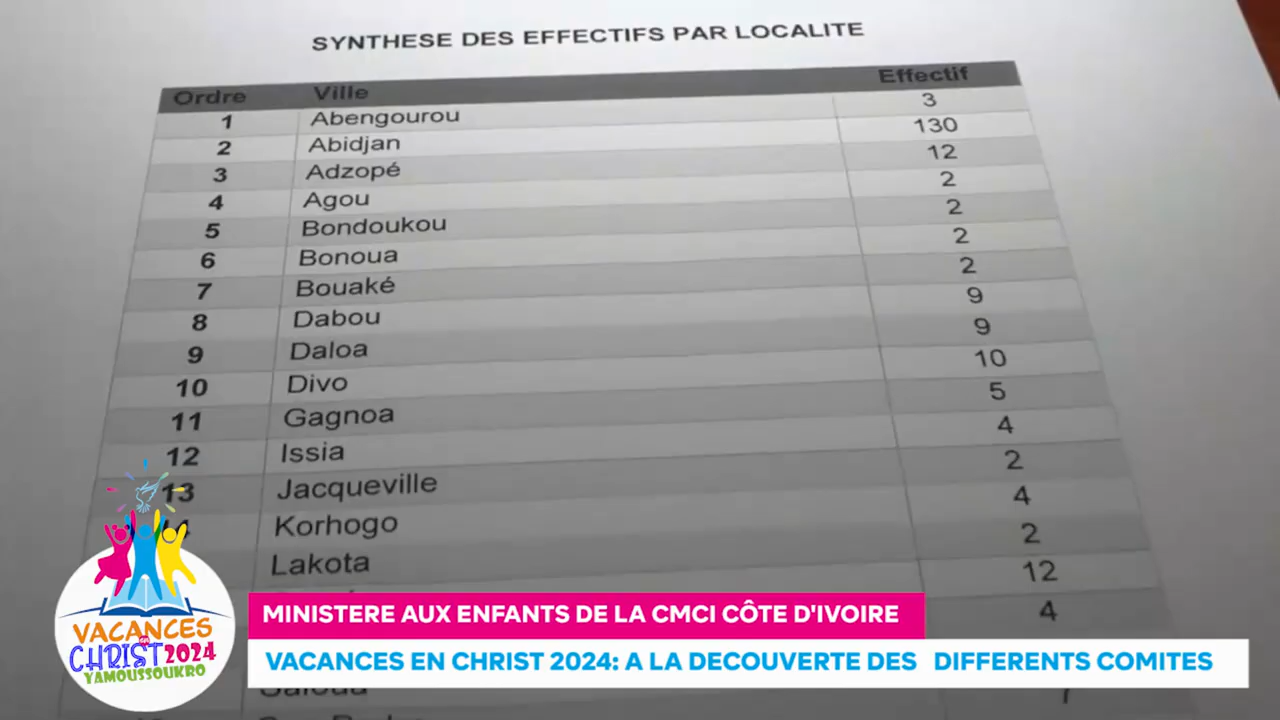 SYNTHESE DES EFFECTIFS PAR LOCALITE
Ordre Ville Effectif
1 Abengourou 3
2 Abidjan 130
3 Adzopé 12
4 Agou 2
5 Bondoukou 2
6 Bonoua 2
7 Bouaké 2
8 Dabou 9
9 Daloa 9
10 Divo 10
11 Gagnoa 5
12 Issia 4
13 Jacqueville 2
Korhogo 4
Lakota 2
12
4
MINISTERE AUX ENFANTS DE LA CMCI CÔTE D'IVOIRE
VACANCES EN CHRIST 2024: A LA DECOUVERTE DES DIFFERENTS COMITES
VACANCES
en
CHRIST 2024
YAMOUSSOUKRO